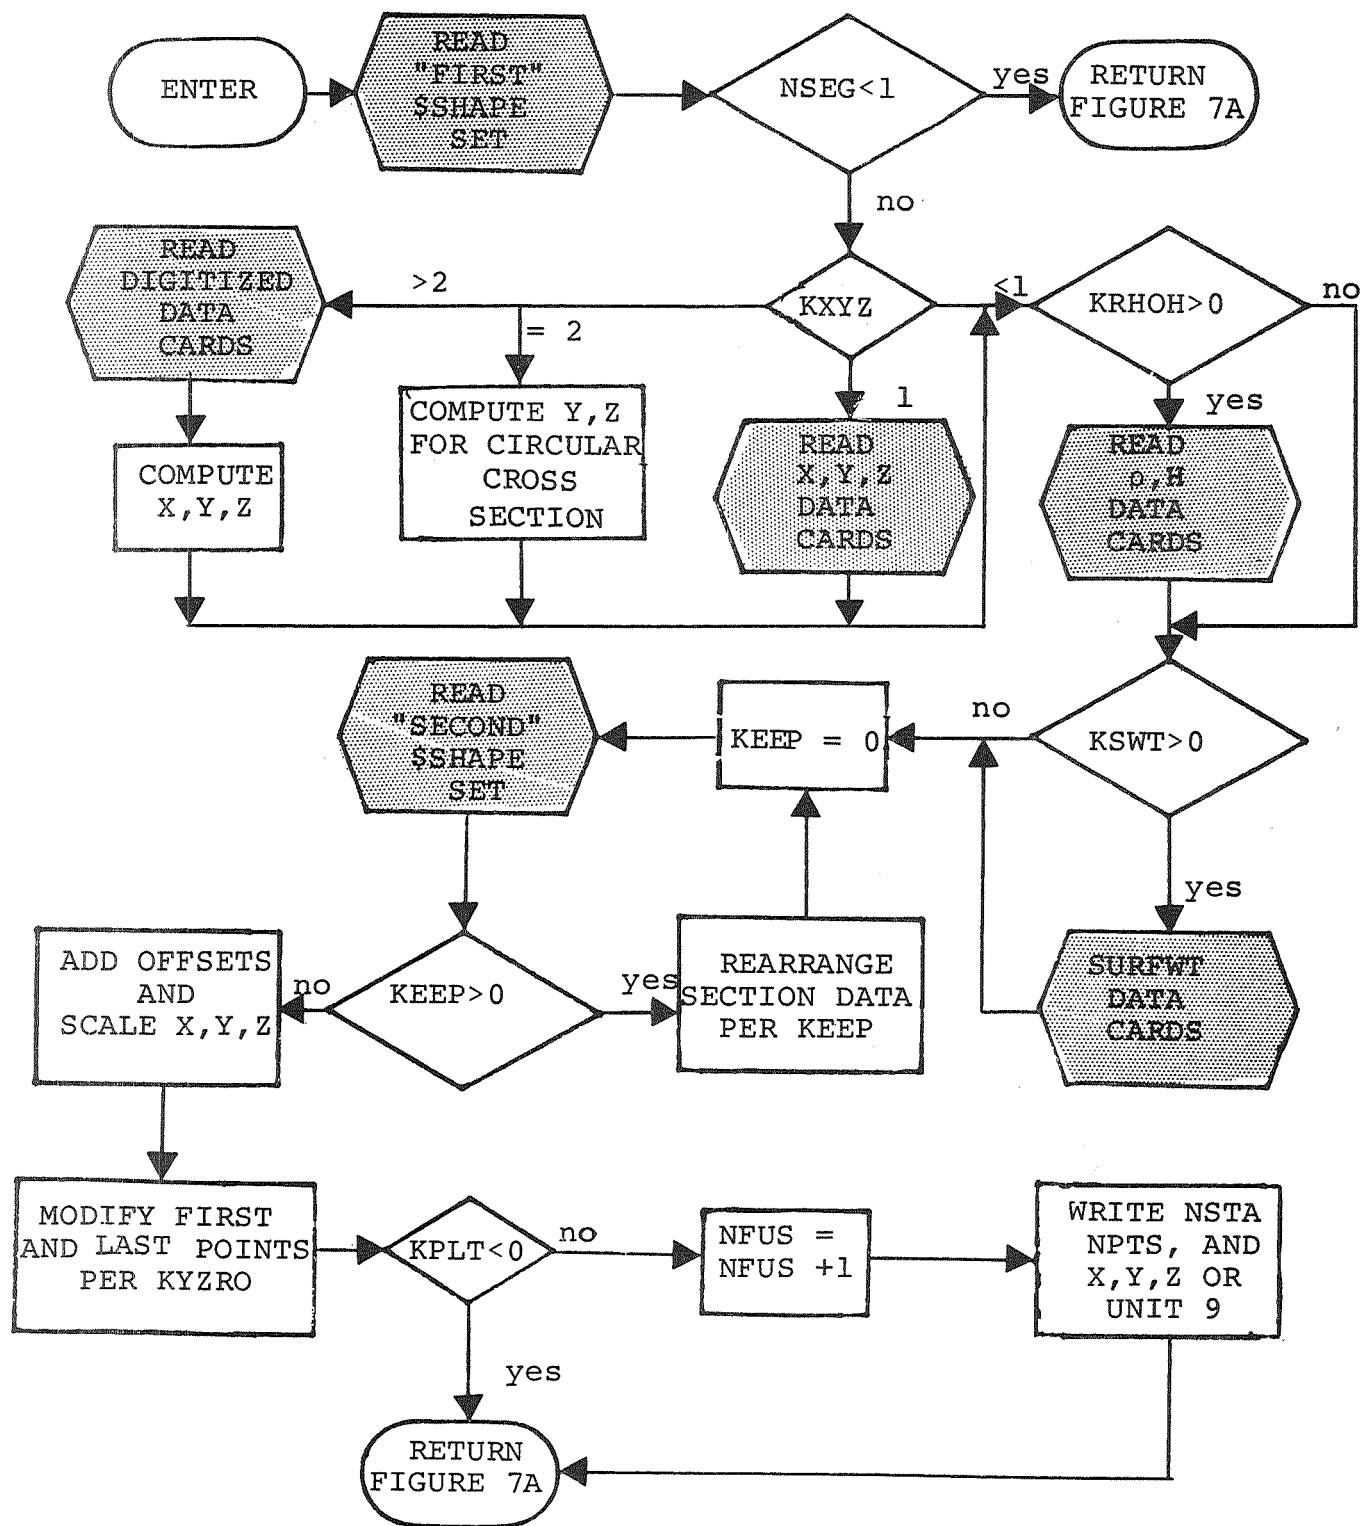 ENTER
READ
"FIRST"
$SHAPE
SET
NSEG<1
yes
RETURN
FIGURE 7A
no
READ
DIGITIZED
DATA
CARDS
>2
= 2
KXYZ
<1
KRHOH>0
no
1
yes
COMPUTE
X,Y,Z
COMPUTE Y,Z
FOR CIRCULAR
CROSS
SECTION
READ
X,Y,Z
DATA
CARDS
READ
ρ,H
DATA
CARDS
READ
"SECOND"
$SHAPE
SET
KEEP = 0
no
KSWT>0
yes
ADD OFFSETS
AND
SCALE X,Y,Z
no
KEEP>0
yes
REARRANGE
SECTION DATA
PER KEEP
SURFWT
DATA
CARDS
MODIFY FIRST
AND LAST POINTS
PER KYZRO
KPLT<0
no
NFUS =
NFUS +1
WRITE NSTA
NPTS, AND
X,Y,Z OR
UNIT 9
yes
RETURN
FIGURE 7A